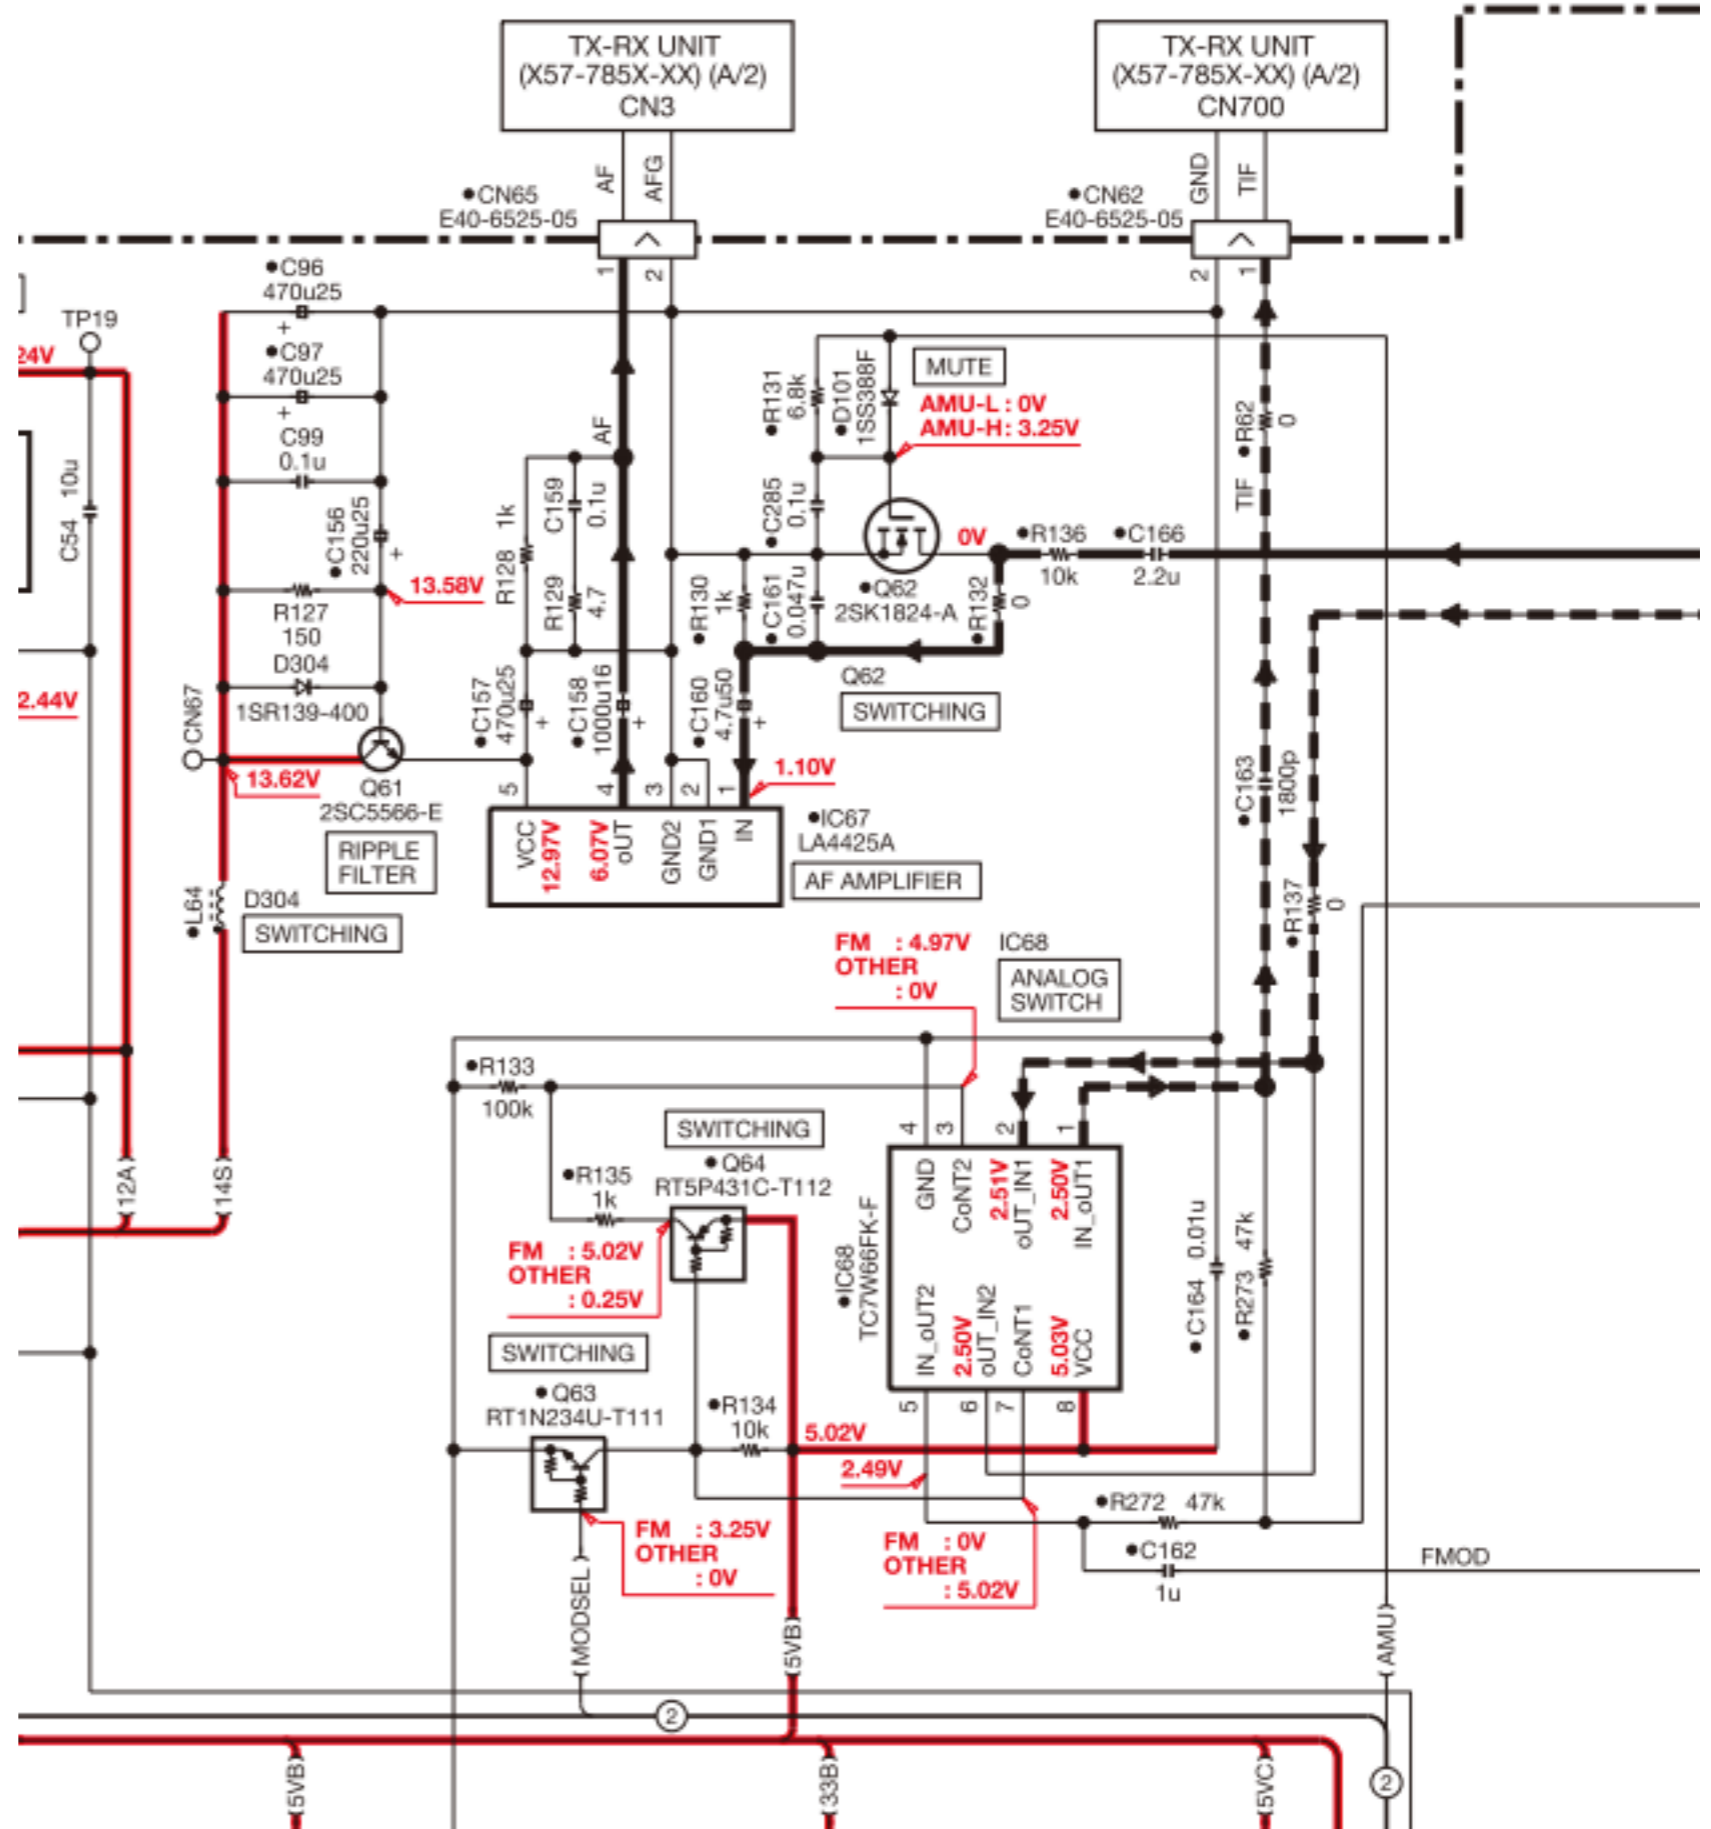 TX-RX UNIT
(X57-785X-XX) (A/2)
CN3
TX-RX UNIT
(X57-785X-XX) (A/2)
CN700
AF
AFG
GND
TIF
●CN65
E40-6525-05
●CN62
E40-6525-05
1
2
2
1
●C96
470u25
+
TP19
24V
●C97
470u25
+
C99
0.1u
C54 10u
●C156
220u25
+
13.58V
R127
150
D304
1SR139-400
2.44V
CN67
13.62V
Q61
2SC5566-E
RIPPLE
FILTER
●L64
D304
SWITCHING
AF
R128 1k
C159
0.1u
R129
4.7
●C157
470u25
+
●C158
1000u16
+
●R130
1k
●C160
4.7u50
+
●R131
6.8k
●D101
1SS388F
MUTE
AMU-L : 0V
AMU-H: 3.25V
●C285
0.1u
●C161
0.047u
●Q62
2SK1824-A
0V
●R136
10k
●C166
2.2u
●R132
0
Q62
SWITCHING
●R62
0
TIF
●C163
1800p
●R137
0
1.10V
5
4
3
2
1
VCC
12.97V
6.07V
oUT
GND2
GND1
IN
●IC67
LA4425A
AF AMPLIFIER
FM : 4.97V
OTHER
: 0V
IC68
ANALOG
SWITCH
●R133
100k
SWITCHING
●Q64
RT5P431C-T112
●R135
1k
FM : 5.02V
OTHER
: 0.25V
4
3
2
1
GND
CoNT2
2.51V
oUT_IN1
2.50V
IN_oUT1
●IC68
TC7W66FK-F
IN_oUT2
2.50V
oUT_IN2
CoNT1
5.03V
VCC
5
6
7
8
●C164 0.01u
●R273 47k
SWITCHING
●Q63
RT1N234U-T111
●R134
10k
5.02V
2.49V
●R272 47k
FM : 3.25V
OTHER
: 0V
FM : 0V
OTHER
: 5.02V
●C162
1u
FMOD
(12A)
(14S)
(MODSEL)
(5VB)
(AMU)
2
2
(5VB)
(33B)
(5VC)